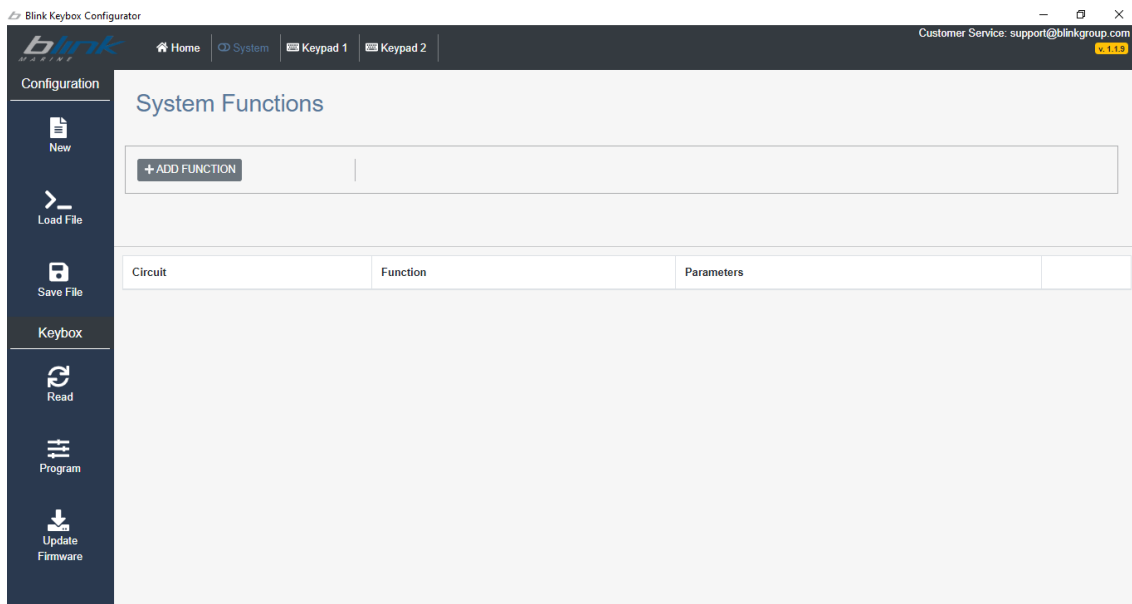 Blink Keybox Configurator
blink
MARINE
Home
System
Keypad 1
Keypad 2
Customer Service: support@blinkgroup.com
v. 1.1.9
Configuration
New
Load File
Save File
Keybox
Read
Program
Update
Firmware
System Functions
+ ADD FUNCTION
Circuit
Function
Parameters